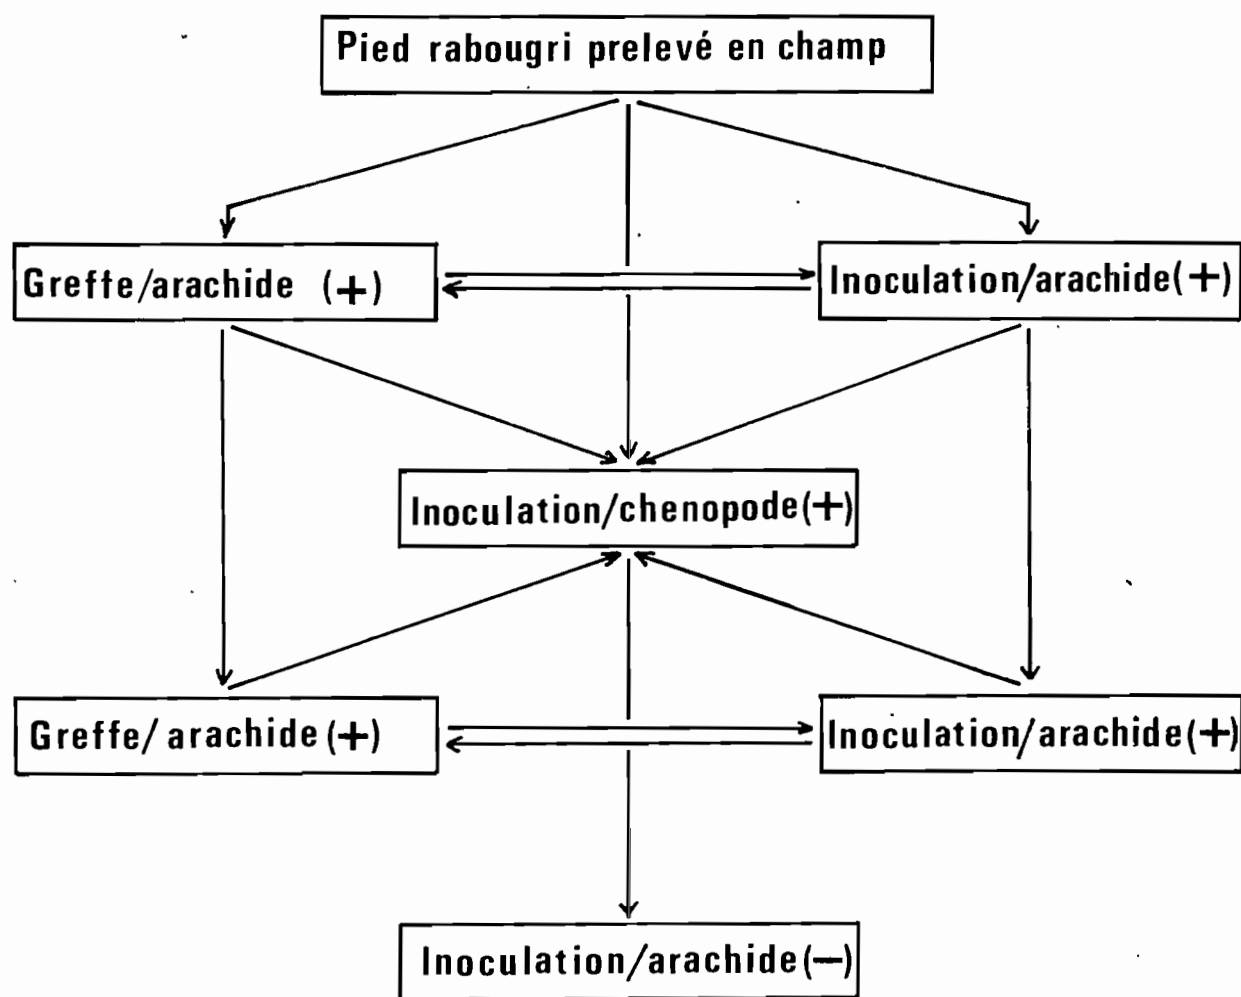 Pied rabougri prelevé en champ
Greffe/arachide (+)
Inoculation/arachide(+)
Inoculation/chenopode(+)
Greffe/ arachide(+)
Inoculation/arachide(+)
Inoculation/arachide(−)